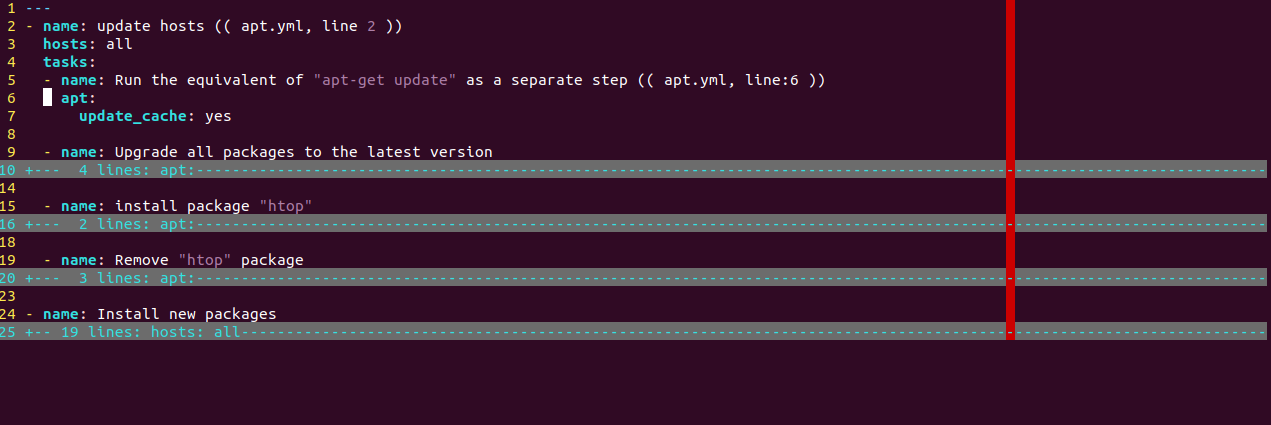 1 ---
2 - name: update hosts (( apt.yml, line 2 ))
3   hosts: all
4   tasks:
5   - name: Run the equivalent of "apt-get update" as a separate step (( apt.yml, line:6 ))
6     apt:
7       update_cache: yes
8
9   - name: Upgrade all packages to the latest version
10 +---  4 lines: apt:----------------------------------------------------------------------------------------------------------------------
14
15   - name: install package "htop"
16 +---  2 lines: apt:----------------------------------------------------------------------------------------------------------------------
18
19   - name: Remove "htop" package
20 +---  3 lines: apt:----------------------------------------------------------------------------------------------------------------------
23
24 - name: Install new packages
25 +-- 19 lines: hosts: all------------------------------------------------------------------------------------------------------------------